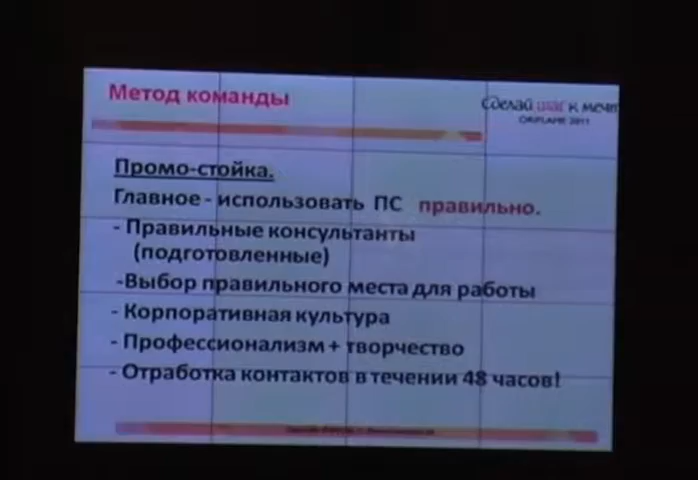 Метод команды
Сделай шаг к мечте
ORIFLAME 2011
Промо-стойка.
Главное - использовать ПС правильно.
- Правильные консультанты
(подготовленные)
-Выбор правильного места для работы
- Корпоративная культура
- Профессионализм + творчество
- Отработка контактов в течении 48 часов!